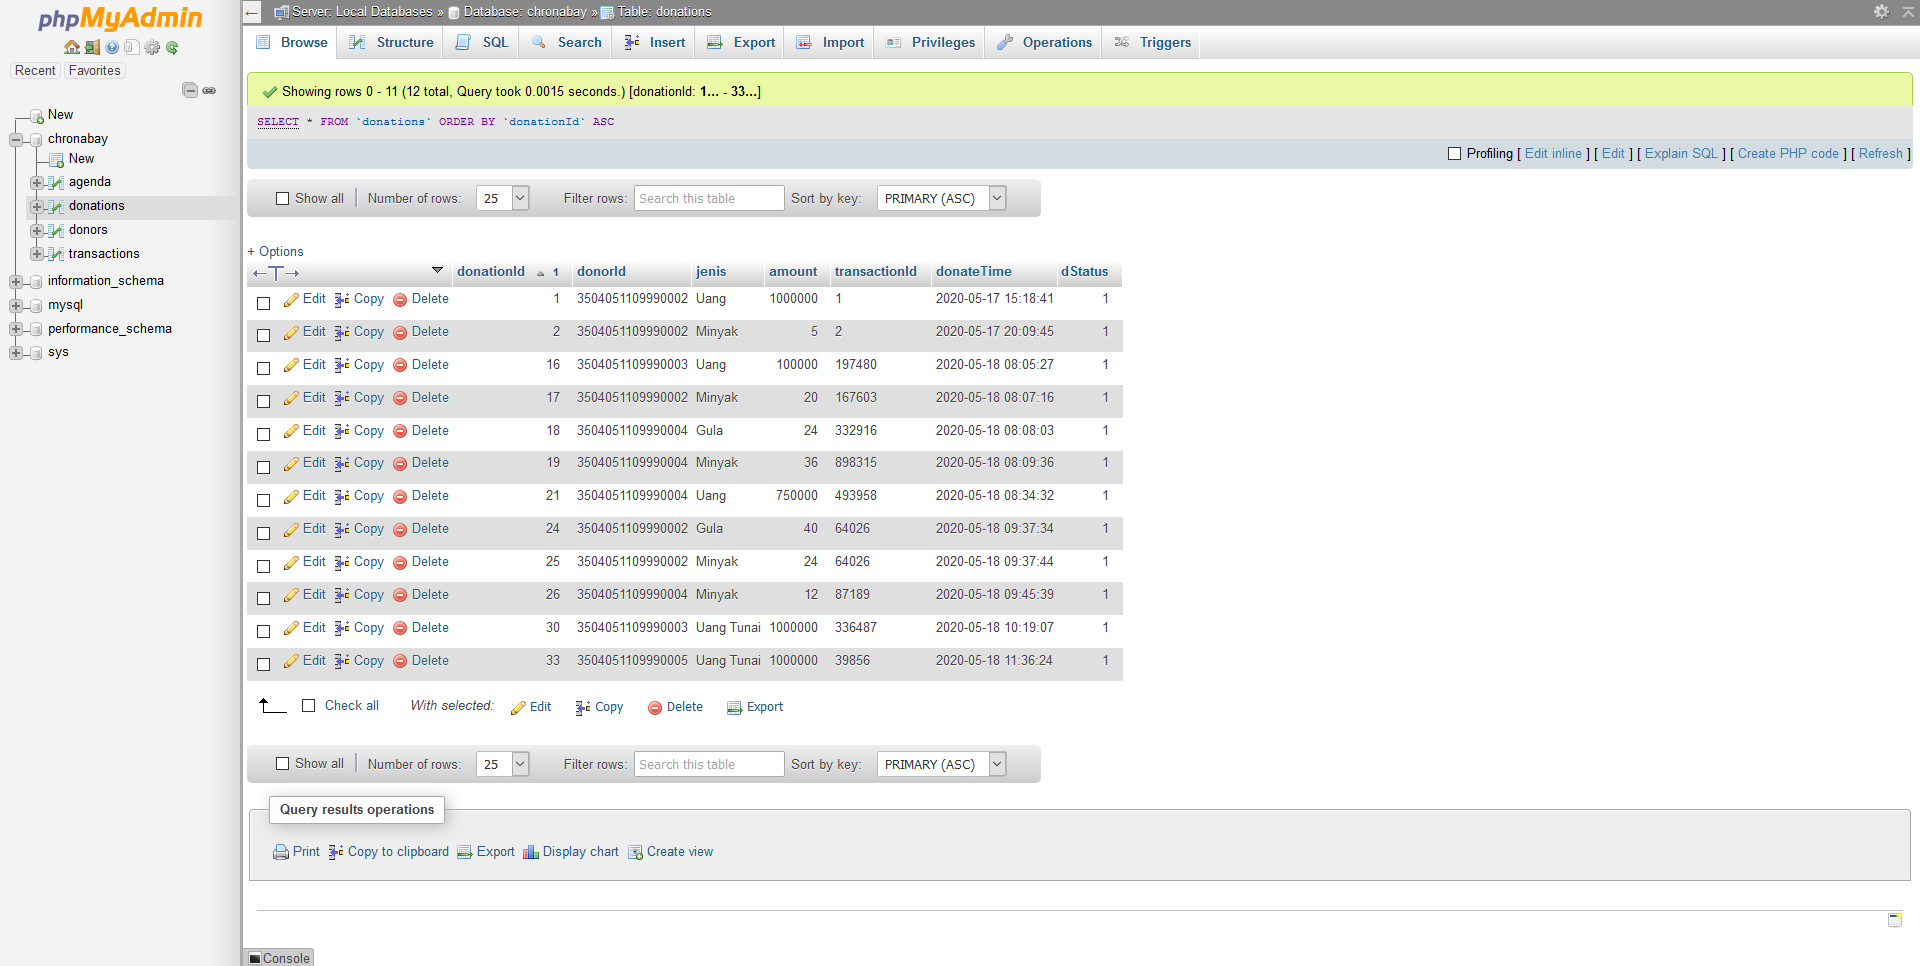 phpMyAdmin
Recent Favorites
New
chronabay
New
agenda
donations
donors
transactions
information_schema
mysql
performance_schema
sys
Server: Local Databases » Database: chronabay » Table: donations
Browse Structure SQL Search Insert Export Import Privileges Operations Triggers
Showing rows 0 - 11 (12 total, Query took 0.0015 seconds.) [donationId: 1... - 33...]
SELECT * FROM `donations` ORDER BY `donationId` ASC
Profiling [ Edit inline ] [ Edit ] [ Explain SQL ] [ Create PHP code ] [ Refresh ]
Show all Number of rows: 25 Filter rows: Search this table Sort by key: PRIMARY (ASC)
+ Options
←T→ donationId 1 donorId jenis amount transactionId donateTime dStatus
Edit Copy Delete 1 3504051109990002 Uang 1000000 1 2020-05-17 15:18:41 1
Edit Copy Delete 2 3504051109990002 Minyak 5 2 2020-05-17 20:09:45 1
Edit Copy Delete 16 3504051109990003 Uang 100000 197480 2020-05-18 08:05:27 1
Edit Copy Delete 17 3504051109990002 Minyak 20 167603 2020-05-18 08:07:16 1
Edit Copy Delete 18 3504051109990004 Gula 24 332916 2020-05-18 08:08:03 1
Edit Copy Delete 19 3504051109990004 Minyak 36 898315 2020-05-18 08:09:36 1
Edit Copy Delete 21 3504051109990004 Uang 750000 493958 2020-05-18 08:34:32 1
Edit Copy Delete 24 3504051109990002 Gula 40 64026 2020-05-18 09:37:34 1
Edit Copy Delete 25 3504051109990002 Minyak 24 64026 2020-05-18 09:37:44 1
Edit Copy Delete 26 3504051109990004 Minyak 12 87189 2020-05-18 09:45:39 1
Edit Copy Delete 30 3504051109990003 Uang Tunai 1000000 336487 2020-05-18 10:19:07 1
Edit Copy Delete 33 3504051109990005 Uang Tunai 1000000 39856 2020-05-18 11:36:24 1
Check all With selected: Edit Copy Delete Export
Show all Number of rows: 25 Filter rows: Search this table Sort by key: PRIMARY (ASC)
Query results operations
Print Copy to clipboard Export Display chart Create view
Console